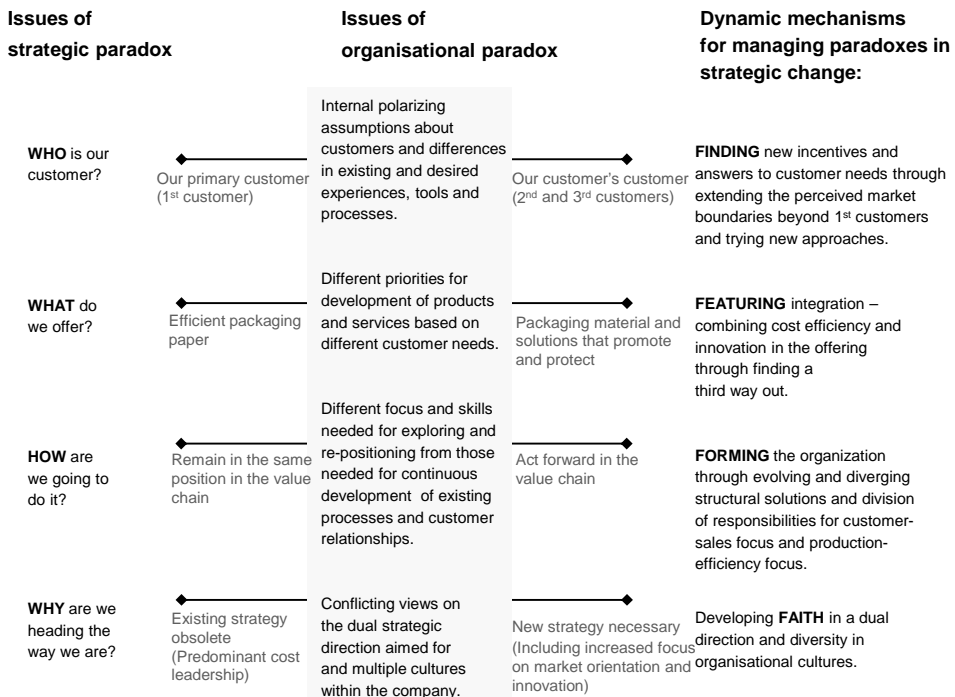 Issues of
strategic paradox
Issues of
organisational paradox
Dynamic mechanisms
for managing paradoxes in
strategic change:
WHO is our
customer?
Our primary customer
(1st customer)
Internal polarizing
assumptions about
customers and differences
in existing and desired
experiences, tools and
processes.
Our customer's customer
(2nd and 3rd customers)
FINDING new incentives and
answers to customer needs through
extending the perceived market
boundaries beyond 1st customers
and trying new approaches.
WHAT do
we offer?
Efficient packaging
paper
Different priorities for
development of products
and services based on
different customer needs.
Packaging material and
solutions that promote
and protect
FEATURING integration –
combining cost efficiency and
innovation in the offering
through finding a
third way out.
HOW are
we going to
do it?
Remain in the same
position in the value
chain
Different focus and skills
needed for exploring and
re-positioning from those
needed for continuous
development of existing
processes and customer
relationships.
Act forward in the
value chain
FORMING the organization
through evolving and diverging
structural solutions and division
of responsibilities for customer-
sales focus and production-
efficiency focus.
WHY are we
heading the
way we are?
Existing strategy
obsolete
(Predominant cost
leadership)
Conflicting views on
the dual strategic
direction aimed for
and multiple cultures
within the company.
New strategy necessary
(Including increased focus
on market orientation and
innovation)
Developing FAITH in a dual
direction and diversity in
organisational cultures.